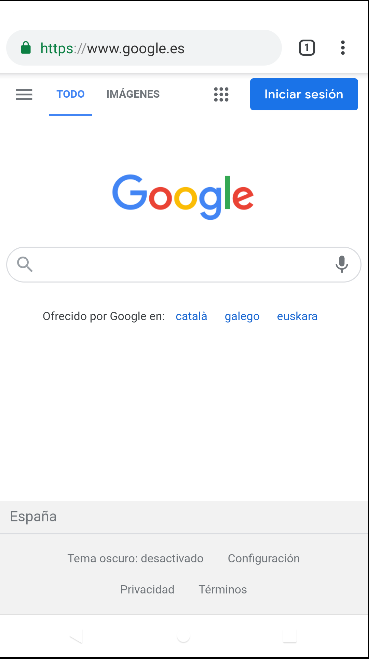 https://www.google.es
1
TODO IMÁGENES Iniciar sesión
Google
Ofrecido por Google en: català galego euskara
España
Tema oscuro: desactivado Configuración
Privacidad Términos